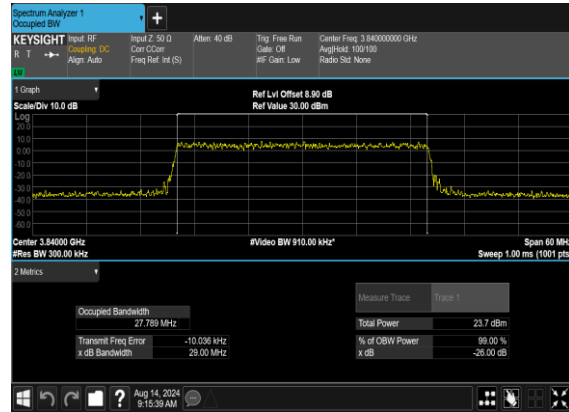 Spectrum Analyzer 1
Occupied BW
KEYSIGHT Input: RF Input Z: 50 Ω Atten: 40 dB Trig: Free Run Center Freq: 3.840000000 GHz
R T Coupling: DC Corr CCorr Gate: Off Avg|Hold: 100/100
Align: Auto Freq Ref: Int (S) #IF Gain: Low Radio Std: None
LW
1 Graph
Ref Lvl Offset 8.90 dB
Scale/Div 10.0 dB Ref Value 30.00 dBm
Log
20.0
10.0
0.00
-10.0
-20.0
-30.0
-40.0
-50.0
-60.0
Center 3.84000 GHz #Video BW 910.00 kHz* Span 60 MHz
#Res BW 300.00 kHz Sweep 1.00 ms (1001 pts
2 Metrics
Measure Trace Trace 1
Occupied Bandwidth
27.789 MHz Total Power 23.7 dBm
Transmit Freq Error -10.036 kHz % of OBW Power 99.00 %
x dB Bandwidth 29.00 MHz x dB -26.00 dB
? Aug 14, 2024
9:15:39 AM